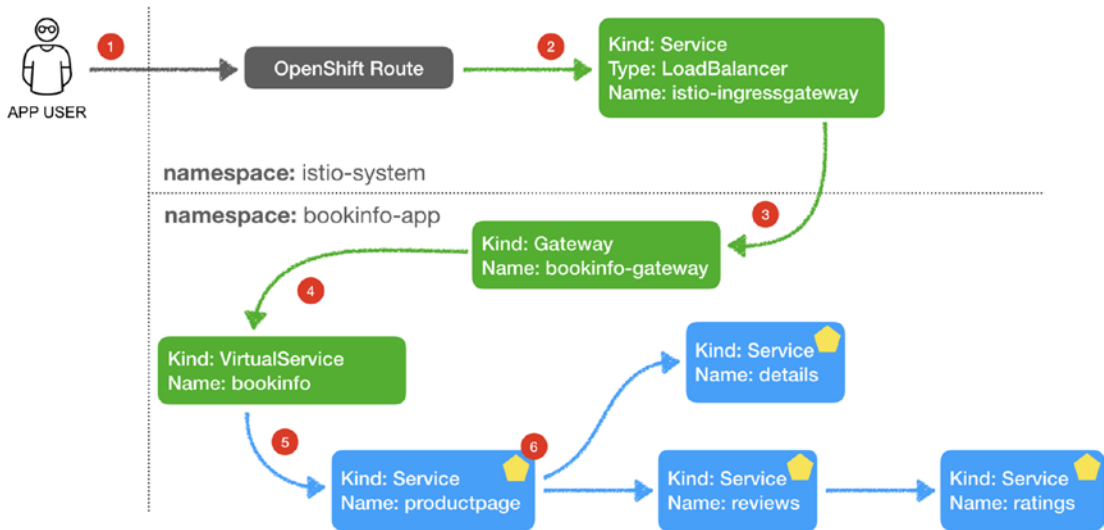 1
2
Kind: Service
Type: LoadBalancer
Name: istio-ingressgateway
OpenShift Route
APP USER
namespace: istio-system
namespace: bookinfo-app
3
Kind: Gateway
Name: bookinfo-gateway
4
Kind: VirtualService
Name: bookinfo
Kind: Service
Name: details
5
6
Kind: Service
Name: productpage
Kind: Service
Name: reviews
Kind: Service
Name: ratings